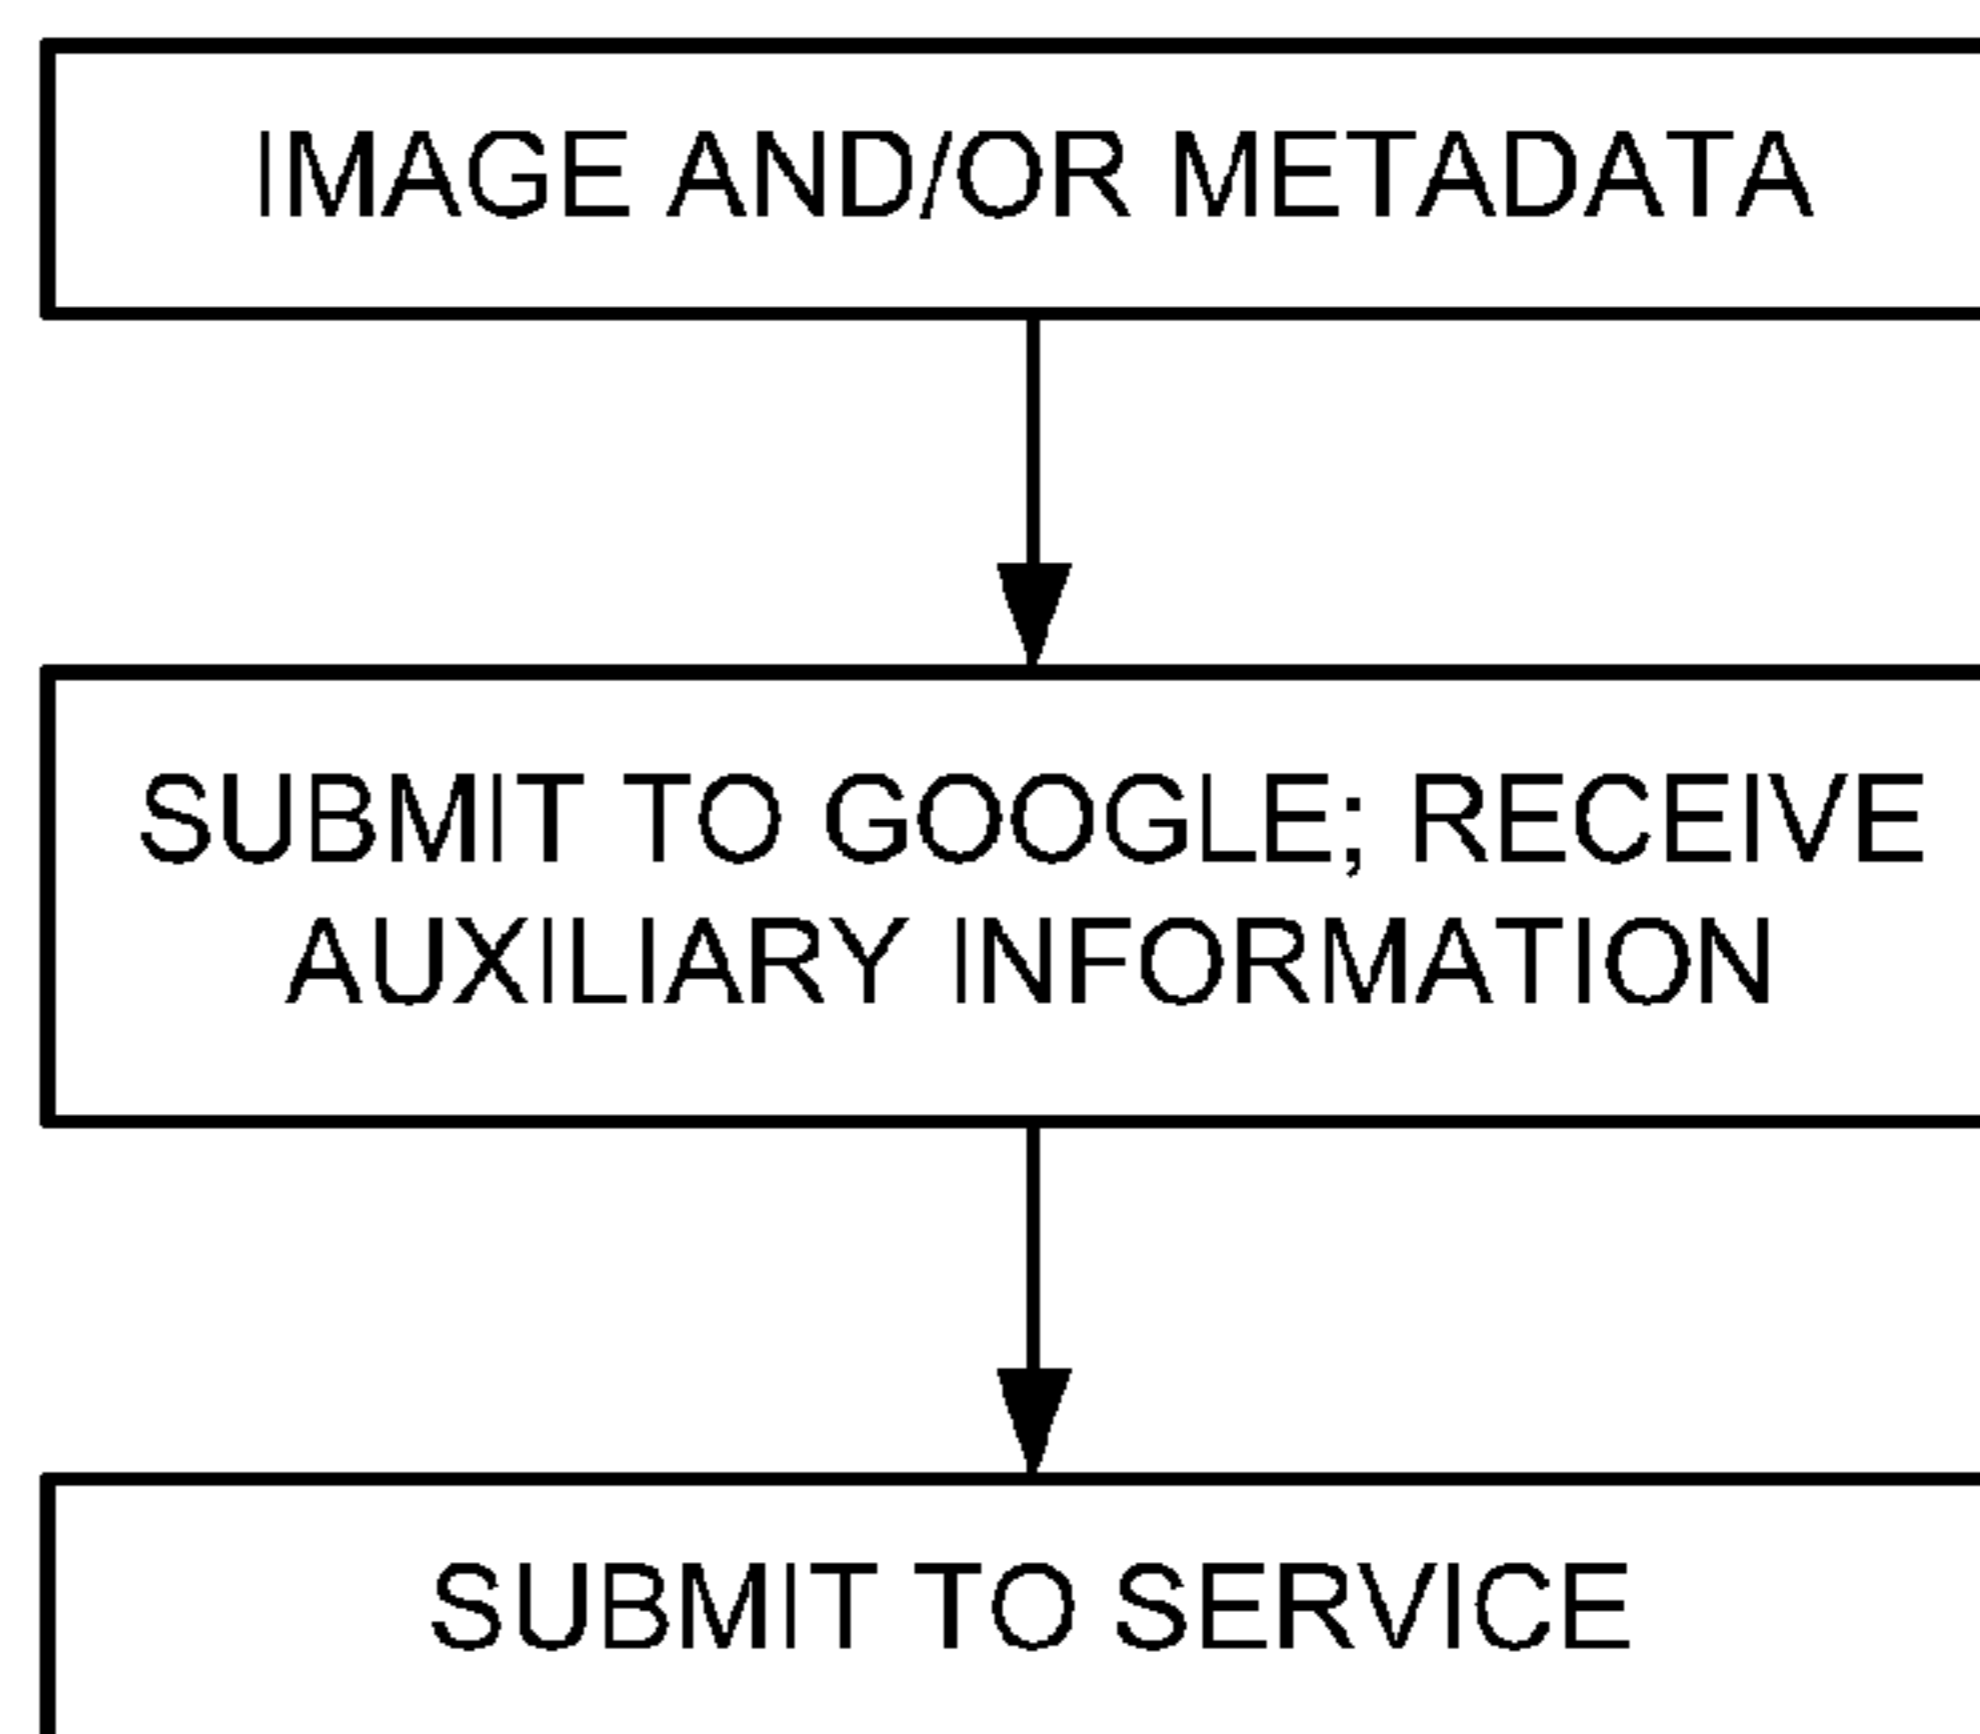 IMAGE AND/OR METADATA
SUBMIT TO GOOGLE; RECEIVE
AUXILIARY INFORMATION
SUBMIT TO SERVICE